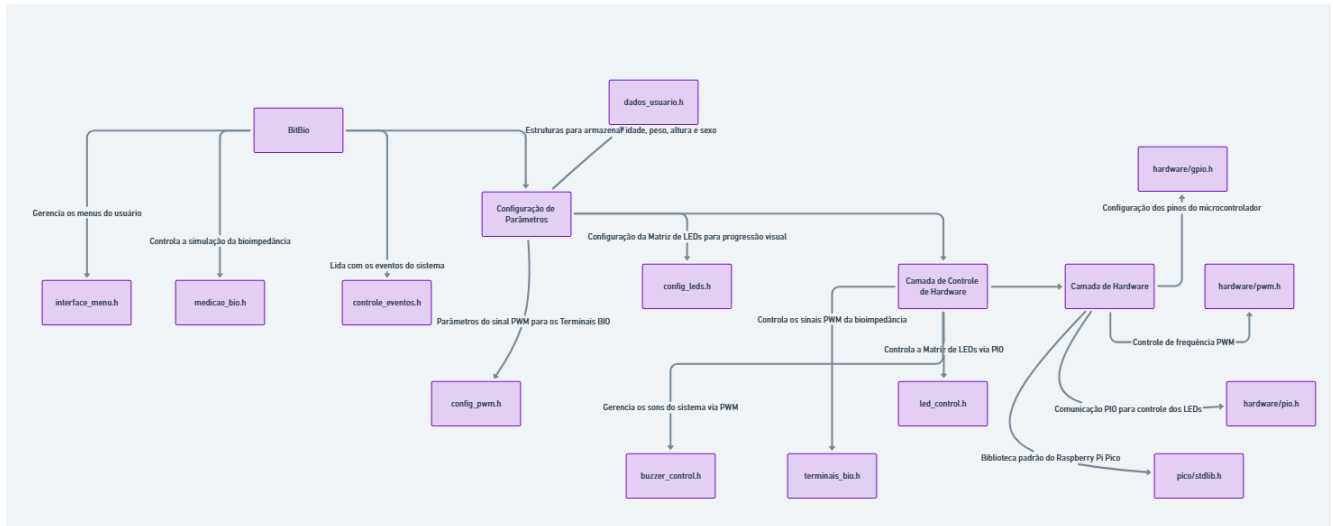 dados_usuario.h
BitBio
Estruturas para armazenar idade, peso, altura e sexo
hardware/gpio.h
Configuração de
Parâmetros
Gerencia os menus do usuário
Configuração dos pinos do microcontrolador
Controla a simulação da bioimpedância
Configuração da Matriz de LEDs para progressão visual
Lida com os eventos do sistema
interface_menu.h
medicao_bio.h
controle_eventos.h
config_leds.h
Camada de Controle
de Hardware
Camada de Hardware
hardware/pwm.h
Parâmetros do sinal PWM para os Terminais BIO
Controla os sinais PWM da bioimpedância
Controle de frequência PWM
Controla a Matriz de LEDs via PIO
config_pwm.h
led_control.h
hardware/pio.h
Gerencia os sons do sistema via PWM
Comunicação PIO para controle dos LEDs
Biblioteca padrão do Raspberry Pi Pico
buzzer_control.h
terminais_bio.h
pico/stdlib.h